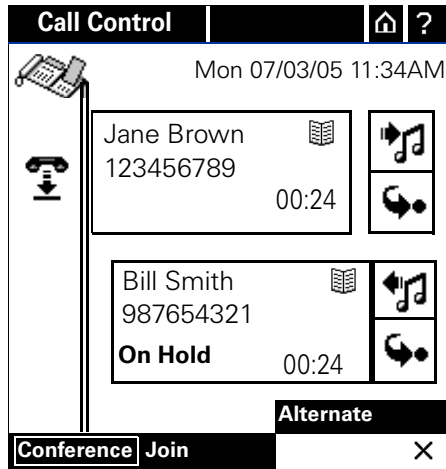 Call Control ?
Mon 07/03/05 11:34AM
Jane Brown
123456789
00:24
Bill Smith
987654321
On Hold 00:24
Alternate
Conference Join